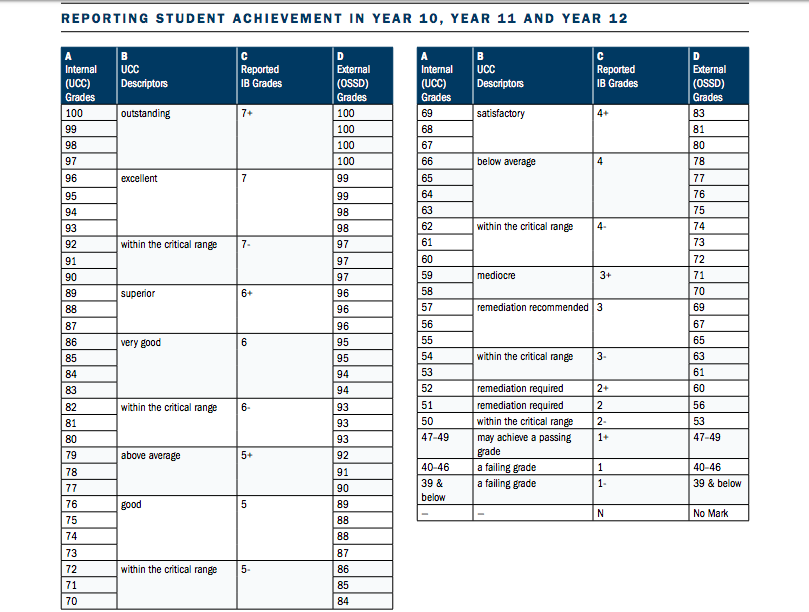 REPORTING STUDENT ACHIEVEMENT IN YEAR 10, YEAR 11 AND YEAR 12
A B C D
Internal UCC Reported External
(UCC) Descriptors IB Grades (OSSD)
Grades Grades
100 outstanding 7+ 100
99 100
98 100
97 100
96 excellent 7 99
95 99
94 98
93 98
92 within the critical range 7- 97
91 97
90 97
89 superior 6+ 96
88 96
87 96
86 very good 6 95
85 95
84 94
83 94
82 within the critical range 6- 93
81 93
80 93
79 above average 5+ 92
78 91
77 90
76 good 5 89
75 88
74 88
73 87
72 within the critical range 5- 86
71 85
70 84
A B C D
Internal UCC Reported External
(UCC) Descriptors IB Grades (OSSD)
Grades Grades
69 satisfactory 4+ 83
68 81
67 80
66 below average 4 78
65 77
64 76
63 75
62 within the critical range 4- 74
61 73
60 72
59 mediocre 3+ 71
58 70
57 remediation recommended 3 69
56 67
55 65
54 within the critical range 3- 63
53 61
52 remediation required 2+ 60
51 remediation required 2 56
50 within the critical range 2- 53
47-49 may achieve a passing 1+ 47-49
grade
40-46 a failing grade 1 40-46
39 & a failing grade 1- 39 & below
below
– – N No Mark